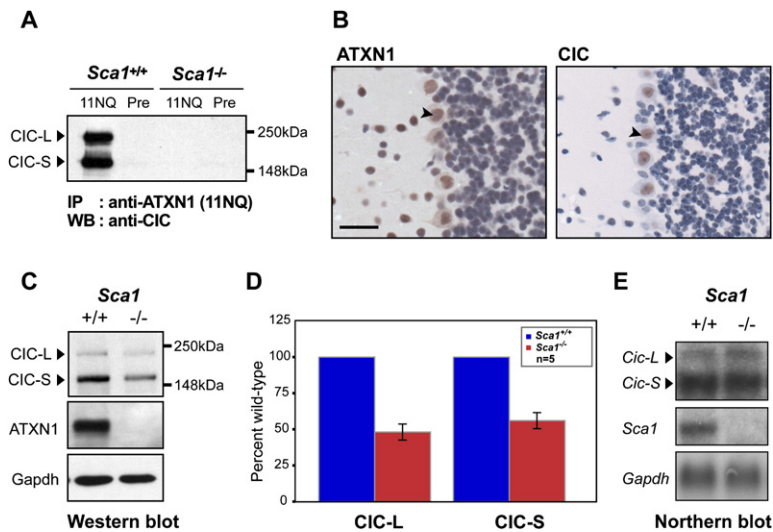 A
Sca1+/+ Sca1-/-
11NQ Pre 11NQ Pre
CIC-L
CIC-S
250kDa
148kDa
IP : anti-ATXN1 (11NQ)
WB : anti-CIC
B
ATXN1
CIC
C
Sca1
+/+ -/-
CIC-L
CIC-S
250kDa
148kDa
ATXN1
Gapdh
Western blot
D
Percent wild-type
125
100
75
50
25
0
Sca1+/+
Sca1-/-
n=5
CIC-L CIC-S
E
Sca1
+/+ -/-
Cic-L
Cic-S
Sca1
Gapdh
Northern blot